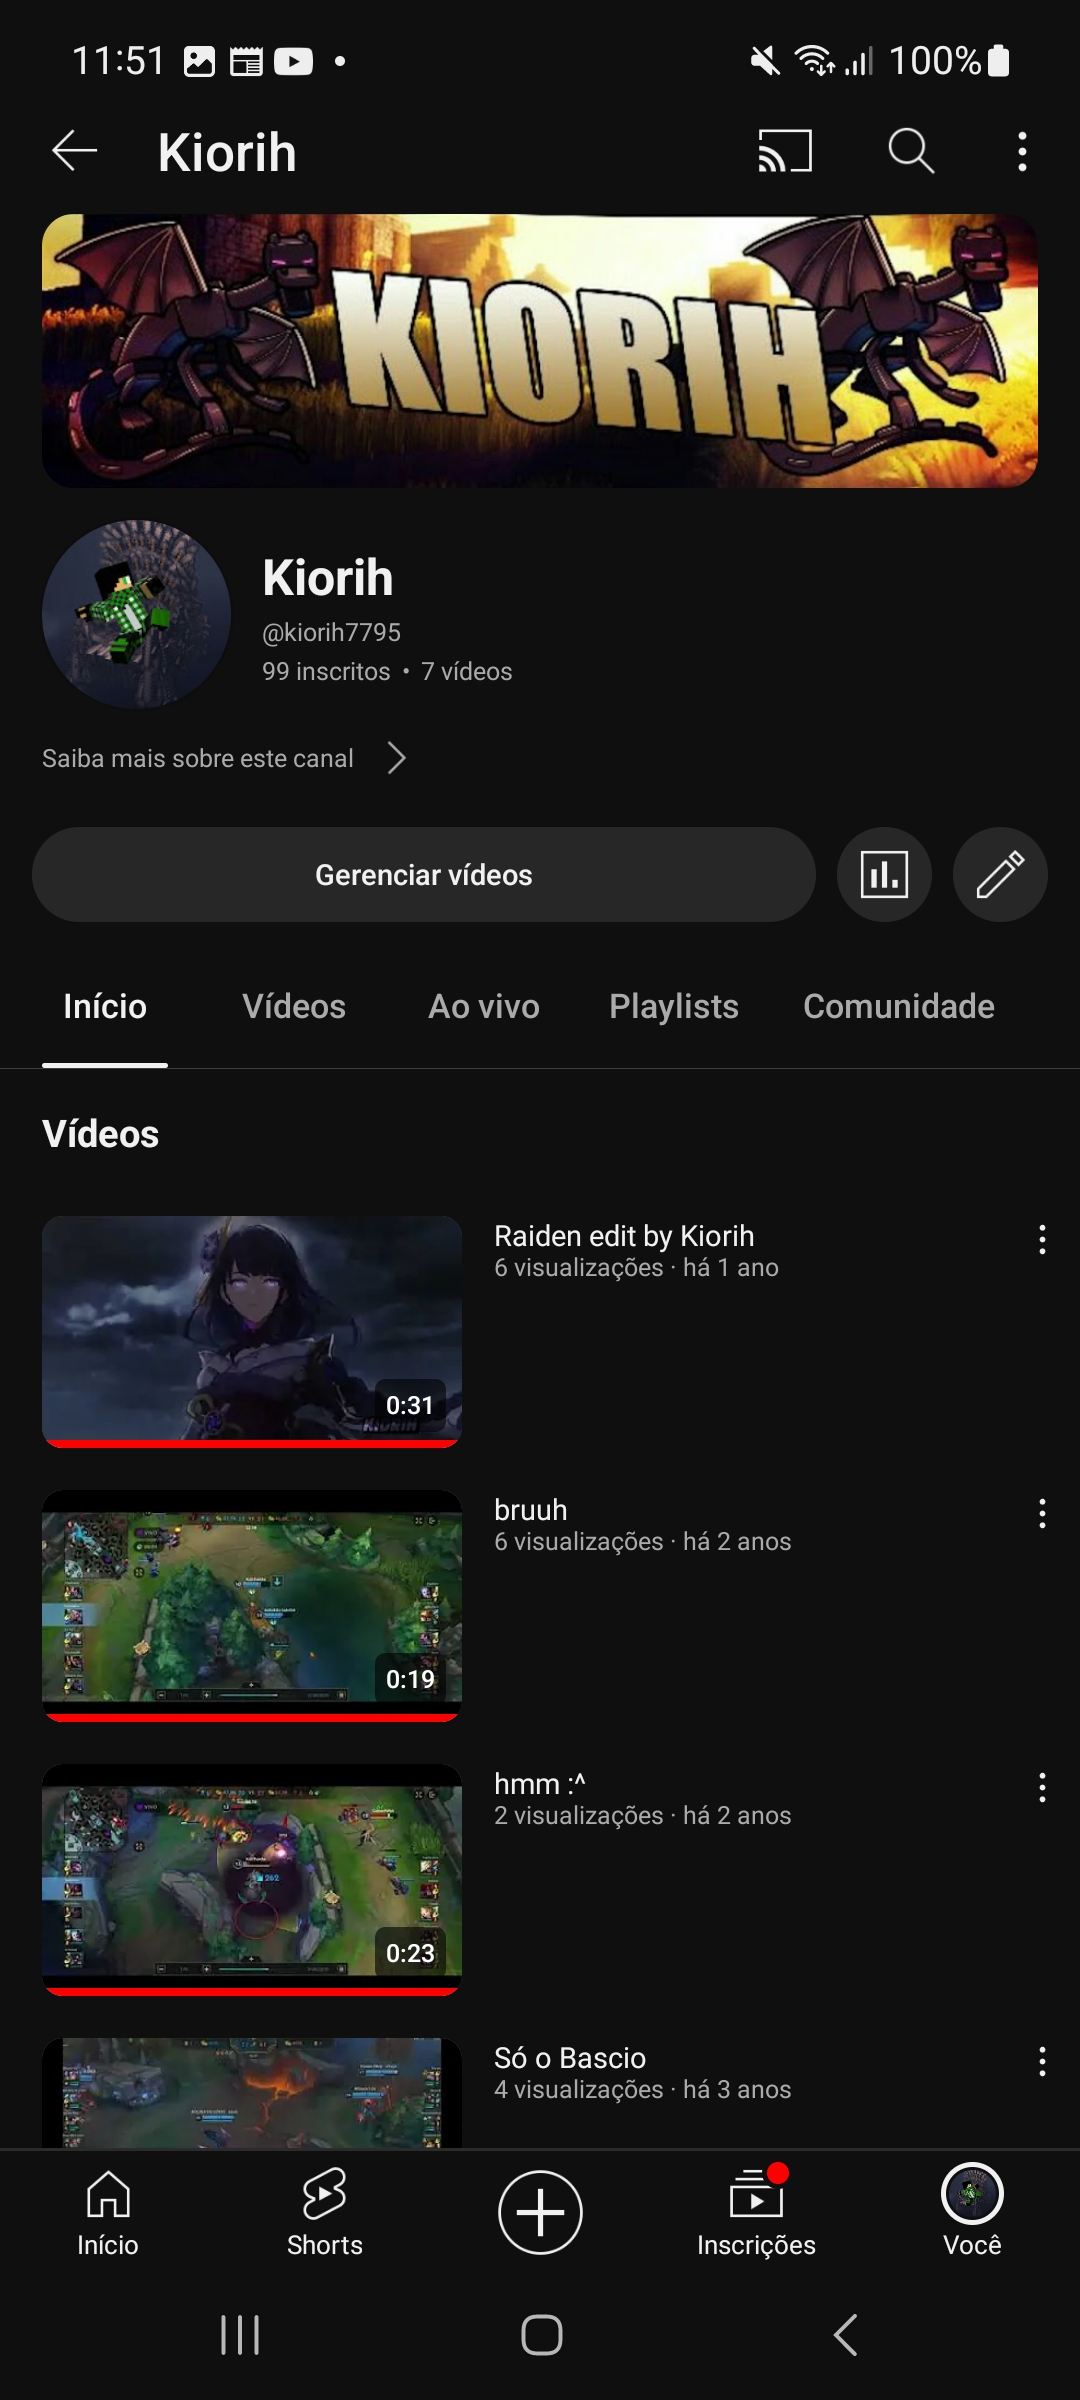 11:51
100%
Kiorih
KIORIH
Kiorih
@kiorih7795
99 inscritos • 7 vídeos
Saiba mais sobre este canal
Gerenciar vídeos
Início
Vídeos
Ao vivo
Playlists
Comunidade
Vídeos
Raiden edit by Kiorih
6 visualizações · há 1 ano
KIORIH
0:31
bruuh
6 visualizações · há 2 anos
0:19
hmm :^
2 visualizações · há 2 anos
0:23
Só o Bascio
4 visualizações · há 3 anos
Início
Shorts
Inscrições
Você